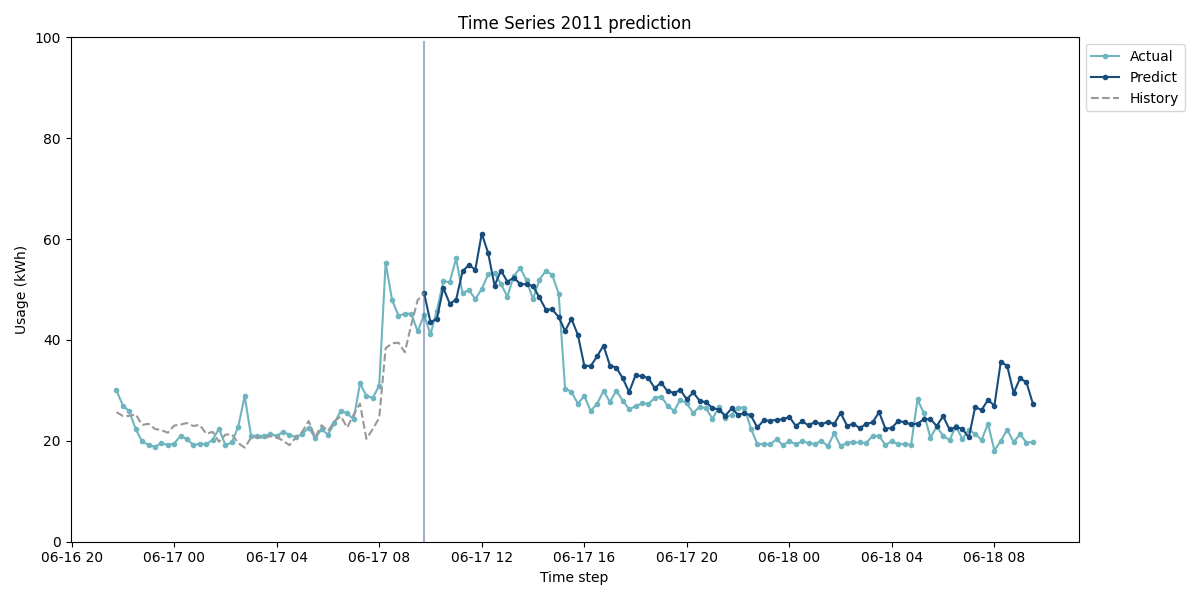 Time Series 2011 prediction
Usage (kWh)
100
80
60
40
20
0
06-16 20
06-17 00
06-17 04
06-17 08
06-17 12
06-17 16
06-17 20
06-18 00
06-18 04
06-18 08
Time step
Actual
Predict
History